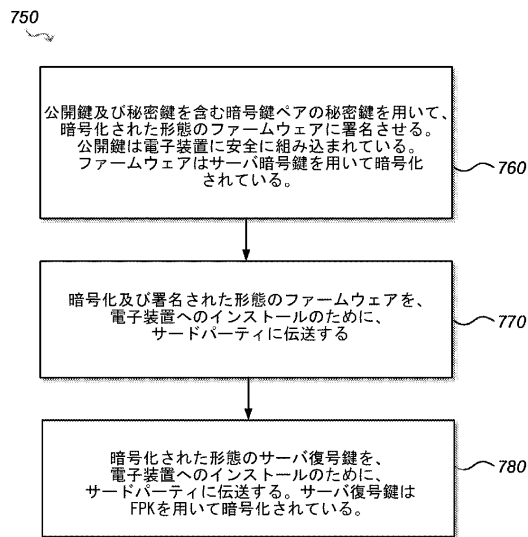 750
公開鍵及び秘密鍵を含む暗号鍵ペアの秘密鍵を用いて、
暗号化された形態のファームウェアに署名させる。
公開鍵は電子装置に安全に組み込まれている。
ファームウェアはサーバ暗号鍵を用いて暗号化
されている。
760
暗号化及び署名された形態のファームウェアを、
電子装置へのインストールのために、
サードパーティに伝送する
770
暗号化された形態のサーバ復号鍵を、
電子装置へのインストールのために、
サードパーティに伝送する。サーバ復号鍵は
FPKを用いて暗号化されている。
780